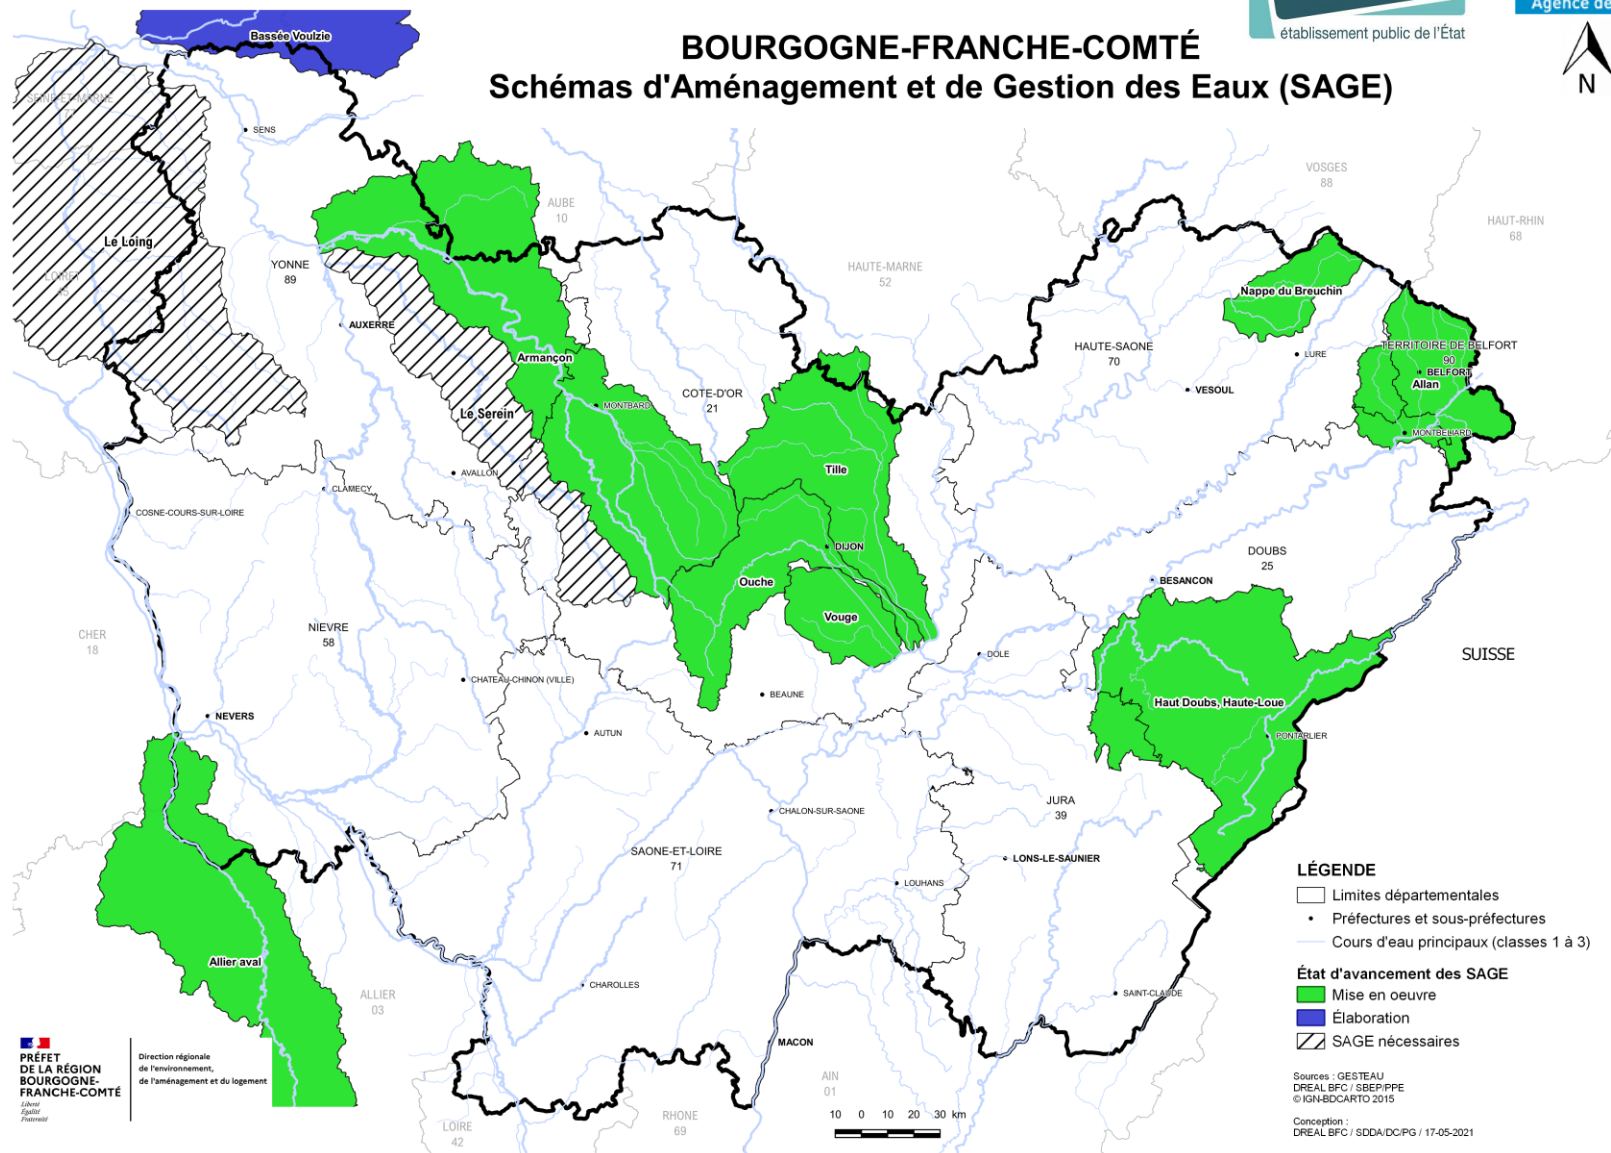 établissement public de l'État
Agence de
BOURGOGNE-FRANCHE-COMTÉ
Schémas d'Aménagement et de Gestion des Eaux (SAGE)
N
Bassée Voulzie
SEINE-ET-MARNE
77
SENS
VOSGES
88
AUBE
10
HAUT-RHIN
68
Le Loing
LOIRET
45
YONNE
89
HAUTE-MARNE
52
Nappe du Breuchin
AUXERRE
HAUTE-SAONE
70
LURE
TERRITOIRE DE BELFORT
90
BELFORT
Allan
Armançon
VESOUL
COTE-D'OR
21
MONTBARD
Le Serein
MONTBELIARD
AVALLON
Tille
CLAMECY
COSNE-COURS-SUR-LOIRE
DIJON
DOUBS
25
Ouche
BESANCON
Vouge
CHER
18
NIEVRE
58
DOLE
SUISSE
CHATEAU-CHINON (VILLE)
BEAUNE
Haut Doubs, Haute-Loue
NEVERS
AUTUN
PONTARLIER
CHALON-SUR-SAONE
JURA
39
SAONE-ET-LOIRE
71
LONS-LE-SAUNIER
LOUHANS
Allier aval
CHAROLLES
SAINT-CLAUDE
ALLIER
03
MACON
AIN
01
RHONE
69
LOIRE
42
10 0 10 20 30 km
LÉGENDE
Limites départementales
Préfectures et sous-préfectures
Cours d'eau principaux (classes 1 à 3)
État d'avancement des SAGE
Mise en oeuvre
Élaboration
SAGE nécessaires
Sources : GESTEAU
DREAL BFC / SBEP/PPE
© IGN-BDCARTO 2015
Conception :
DREAL BFC / SDDA/DC/PG / 17-05-2021
PRÉFET
DE LA RÉGION
BOURGOGNE-
FRANCHE-COMTÉ
Liberté
Égalité
Fraternité
Direction régionale
de l'environnement,
de l'aménagement et du logement